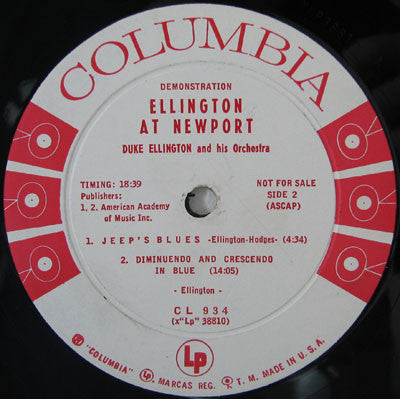 COLUMBIA
DEMONSTRATION
ELLINGTON
AT NEWPORT
DUKE ELLINGTON and his Orchestra
TIMING: 18:39
Publishers:
1, 2. American Academy
of Music Inc.
NOT FOR SALE
SIDE 2
(ASCAP)
1. JEEP'S BLUES -Ellington-Hodges- (4:34)
2. DIMINUENDO AND CRESCENDO
IN BLUE (14:05)
- Ellington -
CL 934
(x"Lp" 38810)
Lp
"COLUMBIA" Lp MARCAS REG. T. M. MADE IN U. S. A.